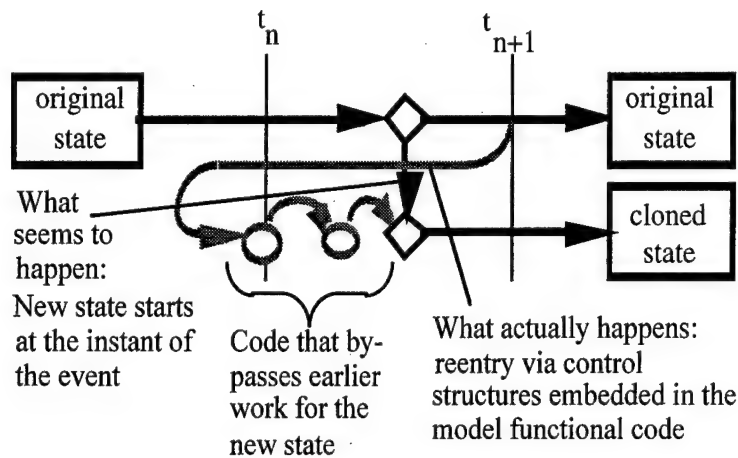 t_n
t_{n+1}
original
state
original
state
What
seems to
happen:
New state starts
at the instant of
the event
cloned
state
Code that by-
passes earlier
work for the
new state
What actually happens:
reentry via control
structures embedded in the
model functional code